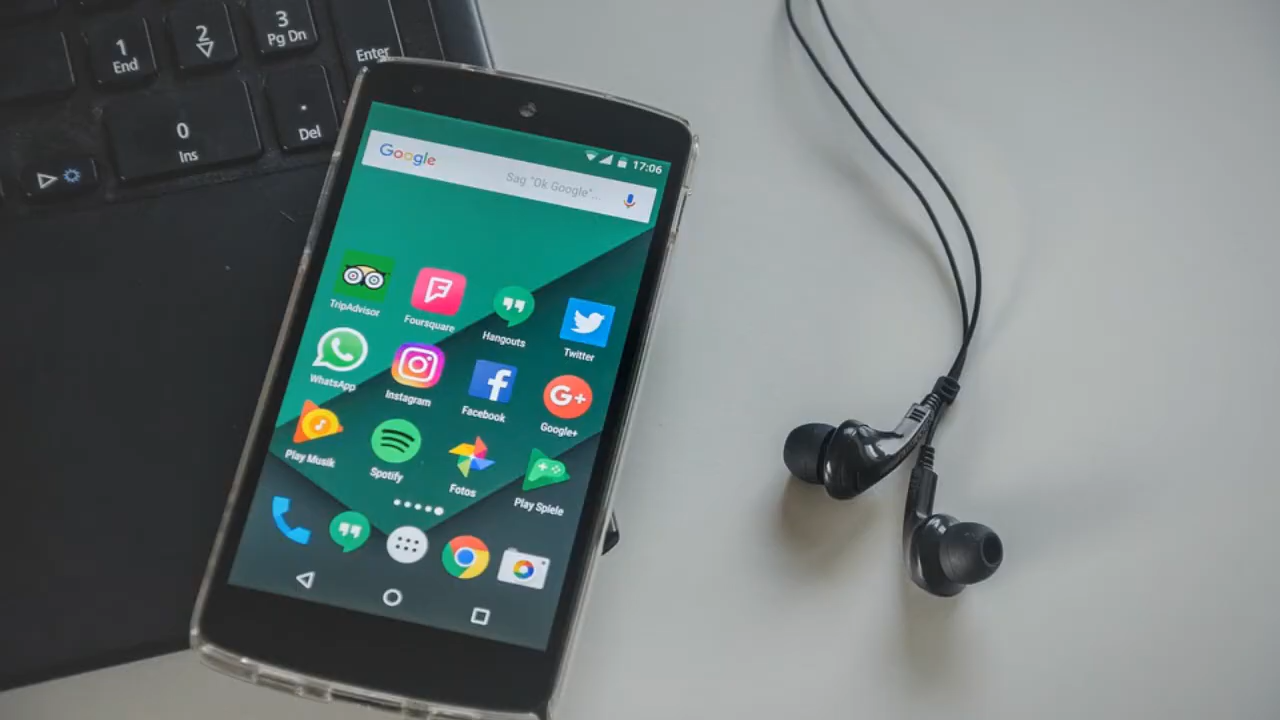 1
End
2
3
Pg Dn
Enter
0
Ins
.
Del
Google
17:06
Sag "Ok Google"...
TripAdvisor
Foursquare
Hangouts
Twitter
WhatsApp
Instagram
Facebook
G+
Google+
Play Musik
Spotify
Fotos
Play Spiele